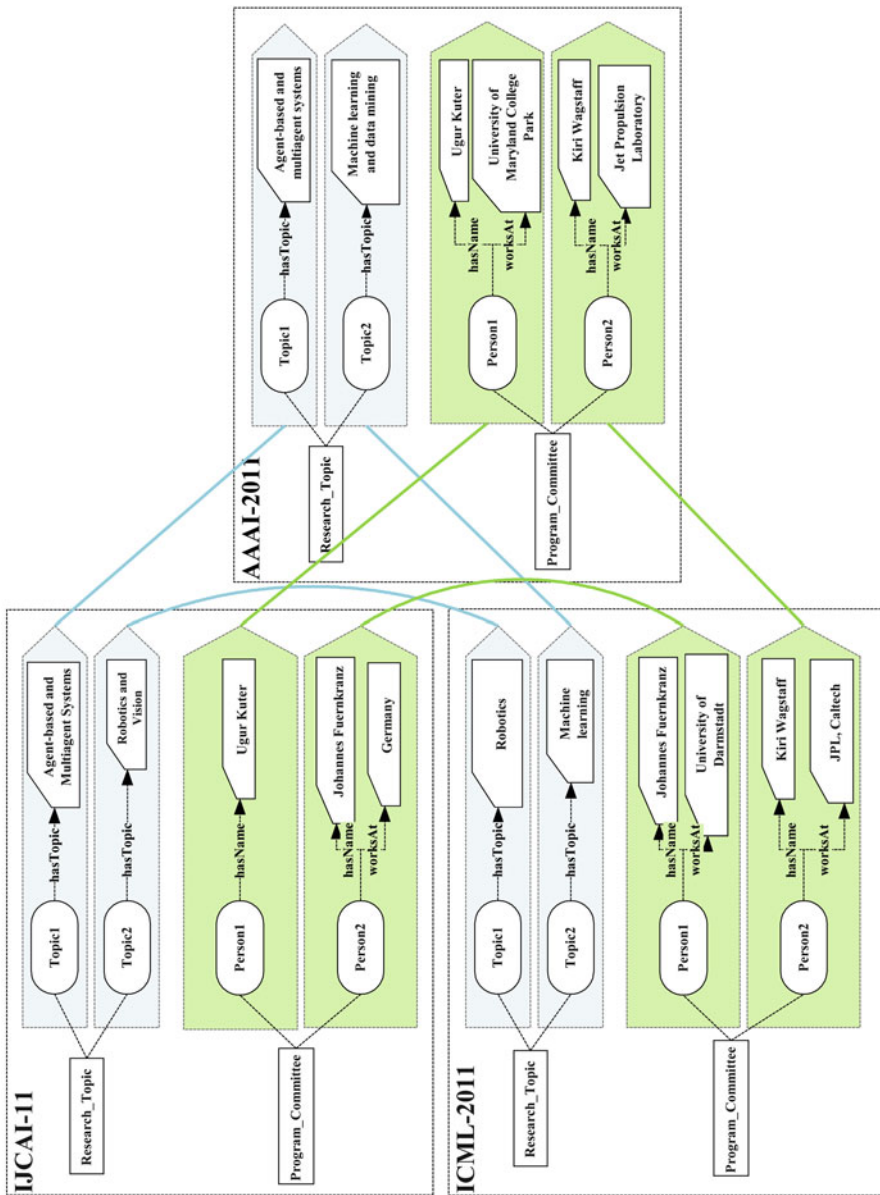 IJCAI-11
Research_Topic
Topic1
hasTopic
Agent-based and
Multiagent Systems
Topic2
hasTopic
Robotics and
Vision
Program_Committee
Person1
hasName
Ugur Kuter
Person2
hasName
Johannes Fuernkranz
worksAt
Germany
ICML-2011
Research_Topic
Topic1
hasTopic
Robotics
Topic2
hasTopic
Machine
learning
Program_Committee
Person1
hasName
Johannes Fuernkranz
worksAt
University of
Darmstadt
Person2
hasName
Kiri Wagstaff
worksAt
JPL, Caltech
AAAI-2011
Research_Topic
Topic1
hasTopic
Agent-based and
multiagent systems
Topic2
hasTopic
Machine learning
and data mining
Program_Committee
Person1
hasName
Ugur Kuter
worksAt
University of
Maryland College
Park
Person2
hasName
Kiri Wagstaff
worksAt
Jet Propulsion
Laboratory